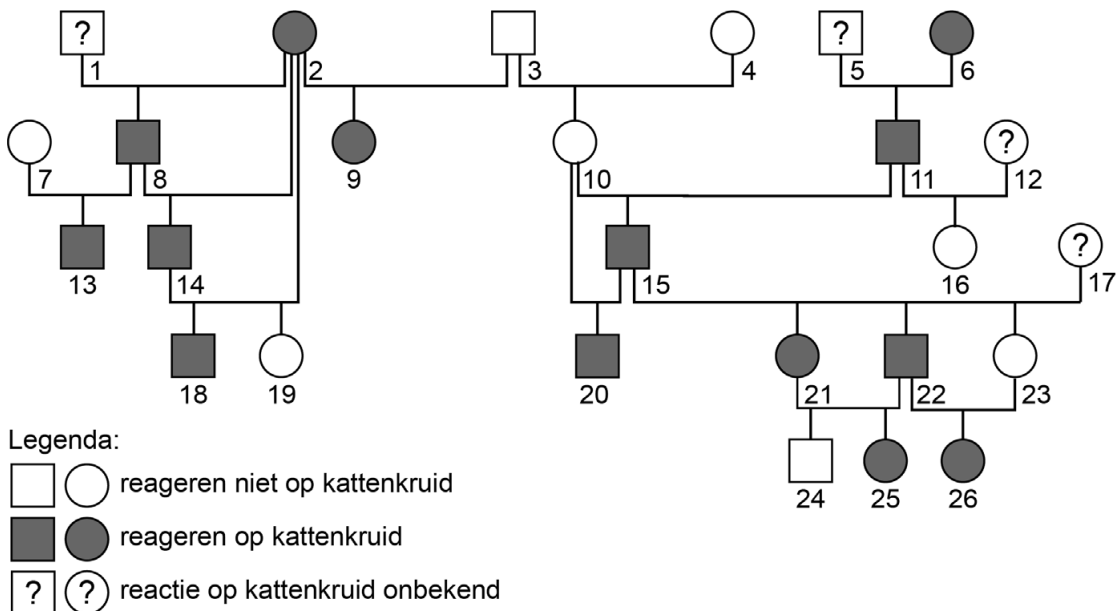 ? ?
1 2 3 4 5 6
?
7 8 9 10 11 12
?
13 14 15 16 17
18 19 20 21 22 23
24 25 26
Legenda:
reageren niet op kattenkruid
reageren op kattenkruid
? ? reactie op kattenkruid onbekend